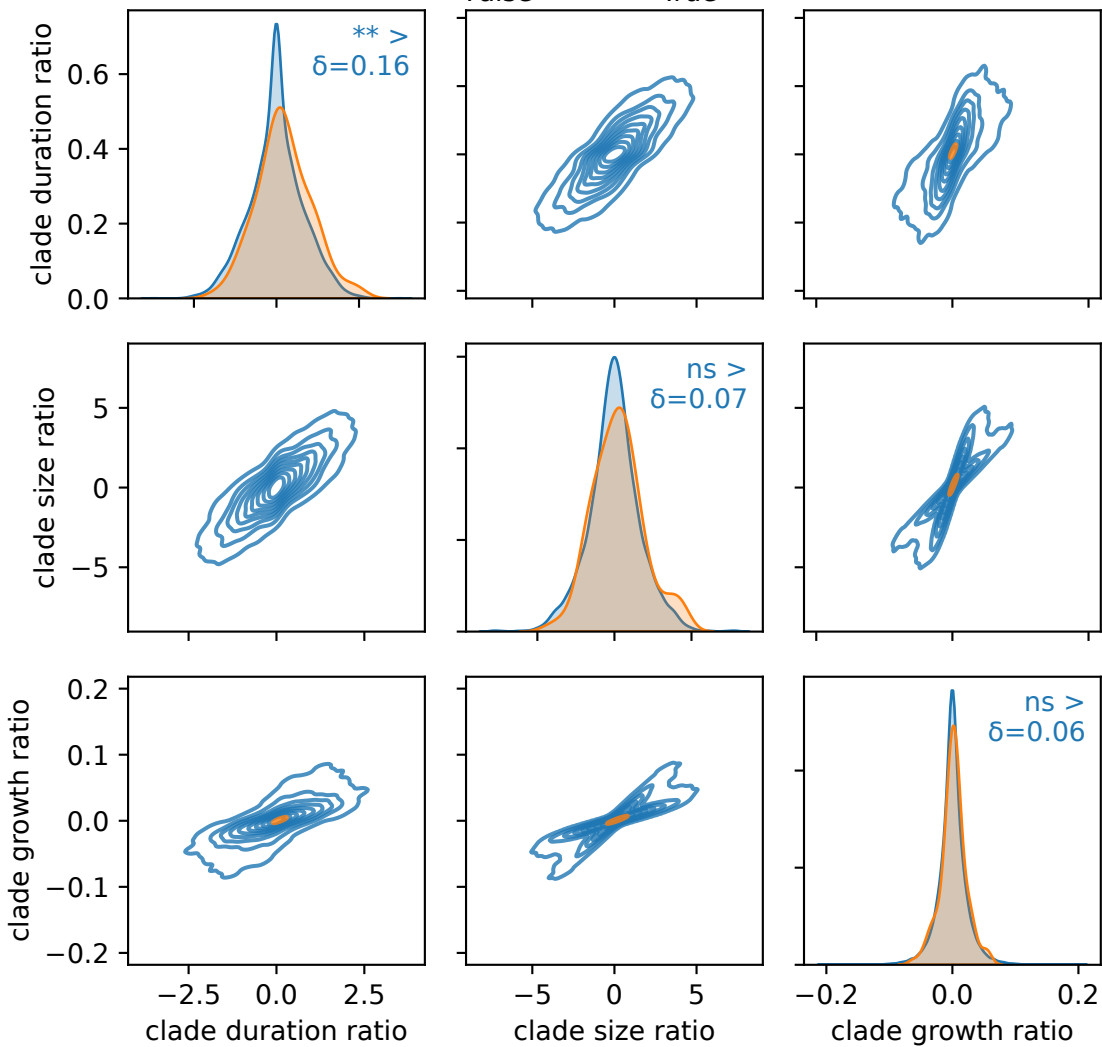 ** >
δ=0.16
clade duration ratio
0.6
0.4
0.2
0.0
ns >
δ=0.07
clade size ratio
5
0
−5
ns >
δ=0.06
clade growth ratio
0.2
0.1
0.0
−0.1
−0.2
−2.5 0.0 2.5 −5 0 5 −0.2 0.0 0.2
clade duration ratio clade size ratio clade growth ratio